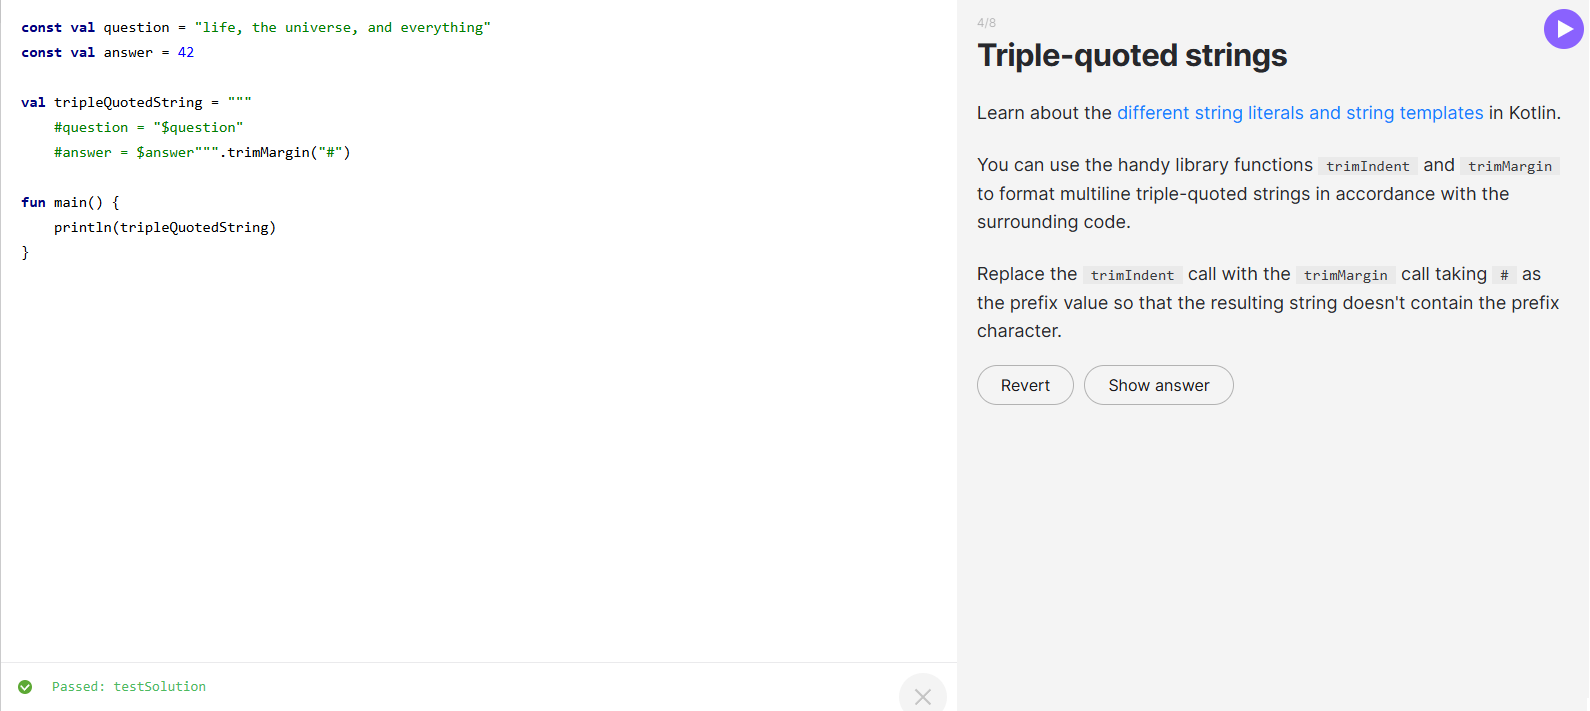 const val question = "life, the universe, and everything"
const val answer = 42
val tripleQuotedString = """
#question = "$question"
#answer = $answer""".trimMargin("#")
fun main() {
println(tripleQuotedString)
}
Passed: testSolution
4/8
Triple-quoted strings
Learn about the different string literals and string templates in Kotlin.
You can use the handy library functions trimIndent and trimMargin
to format multiline triple-quoted strings in accordance with the
surrounding code.
Replace the trimIndent call with the trimMargin call taking # as
the prefix value so that the resulting string doesn't contain the prefix
character.
Revert
Show answer